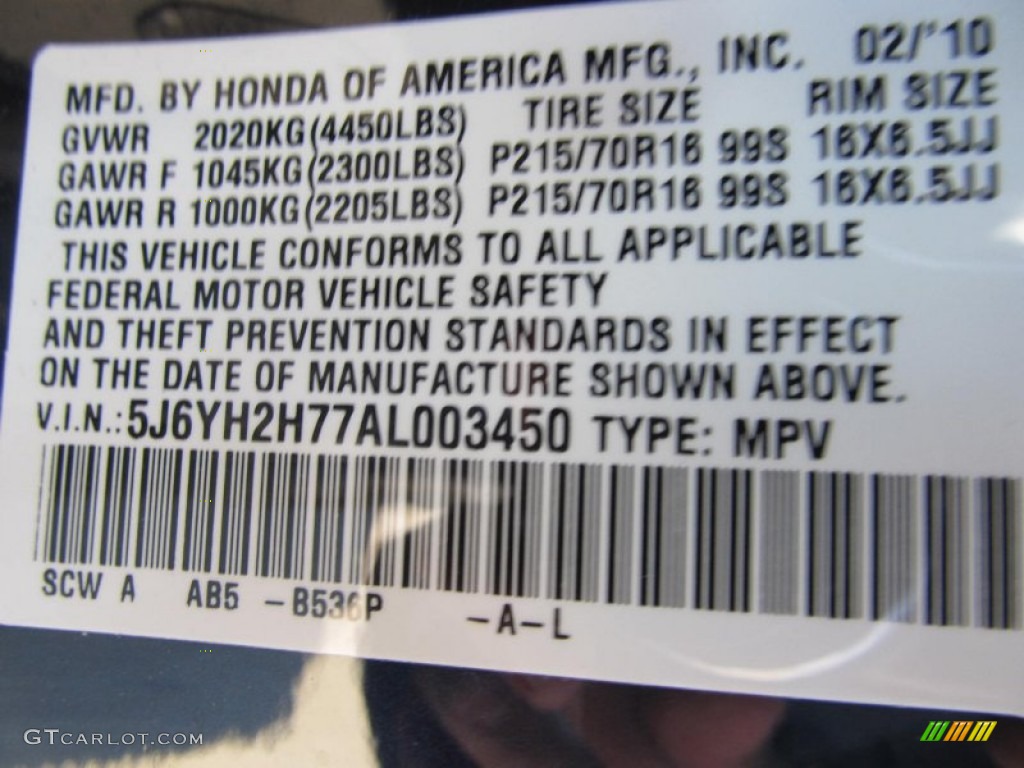 MFD. BY HONDA OF AMERICA MFG., INC. 02/'10
GVWR 2020KG(4450LBS) TIRE SIZE RIM SIZE
GAWR F 1045KG(2300LBS) P215/70R16 99S 16X6.5JJ
GAWR R 1000KG(2205LBS) P215/70R16 99S 16X6.5JJ
THIS VEHICLE CONFORMS TO ALL APPLICABLE
FEDERAL MOTOR VEHICLE SAFETY
AND THEFT PREVENTION STANDARDS IN EFFECT
ON THE DATE OF MANUFACTURE SHOWN ABOVE.
V.I.N.: 5J6YH2H77AL003450 TYPE: MPV
SCW A AB5 -B536P -A-L
GTCARLOT.COM